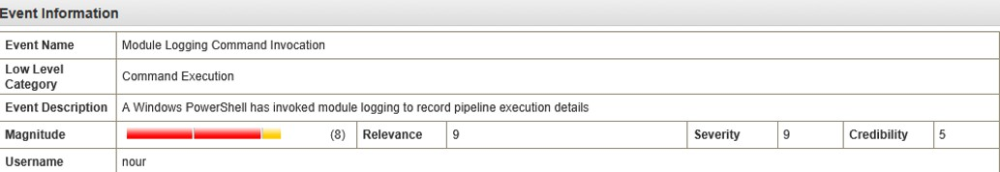 Event Information
Event Name Module Logging Command Invocation
Low Level
Category
Command Execution
Event Description A Windows PowerShell has invoked module logging to record pipeline execution details
Magnitude (8) Relevance 9 Severity 9 Credibility 5
Username nour